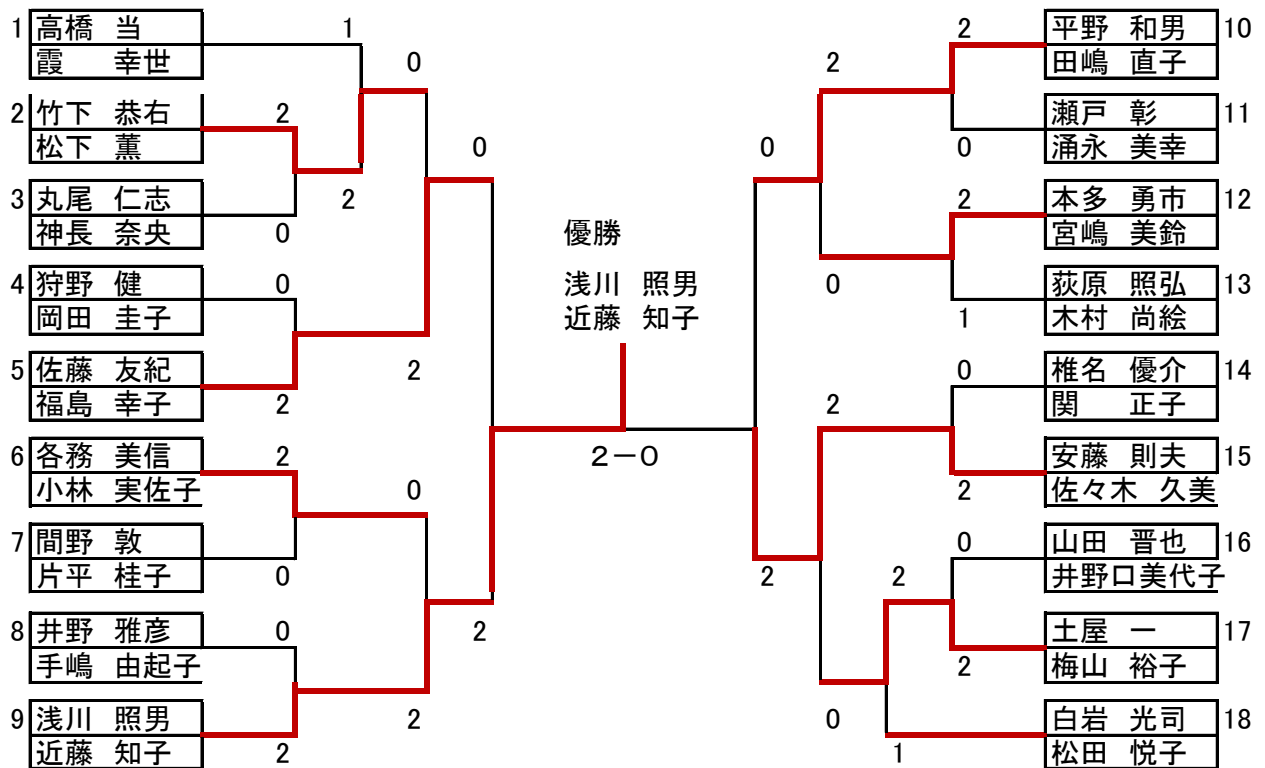 1 高橋 当
霞 幸世
1
0
2 竹下 恭右
松下 薫
2
0
3 丸尾 仁志
神長 奈央
2
0
4 狩野 健
岡田 圭子
0
5 佐藤 友紀
福島 幸子
2
2
6 各務 美信
小林 実佐子
2
0
7 間野 敦
片平 桂子
0
8 井野 雅彦
手嶋 由起子
0
2
9 浅川 照男
近藤 知子
2
2
優勝
浅川 照男
近藤 知子
2－0
平野 和男 10
田嶋 直子
2
2
瀬戸 彰 11
涌永 美幸
0
0
本多 勇市 12
宮嶋 美鈴
2
0
荻原 照弘 13
木村 尚絵
1
椎名 優介 14
関 正子
0
2
安藤 則夫 15
佐々木 久美
2
山田 晋也 16
井野口美代子
0
2
2
土屋 一 17
梅山 裕子
2
白岩 光司 18
松田 悦子
0
1